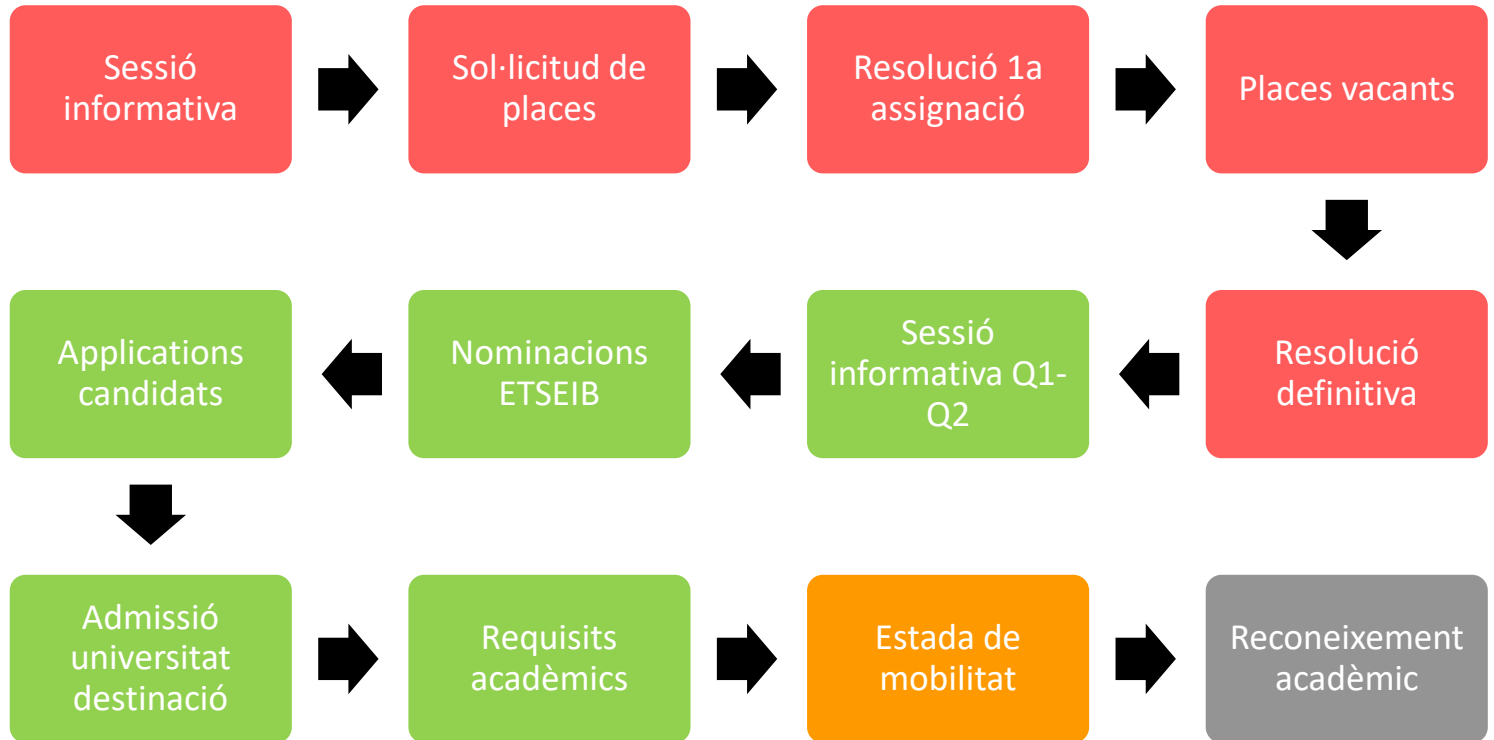 Sessió
informativa
Sol·licitud de
places
Resolució 1a
assignació
Places vacants
Resolució
definitiva
Sessió
informativa Q1-
Q2
Nominacions
ETSEIB
Applications
candidats
Admissió
universitat
destinació
Requisits
acadèmics
Estada de
mobilitat
Reconeixement
acadèmic